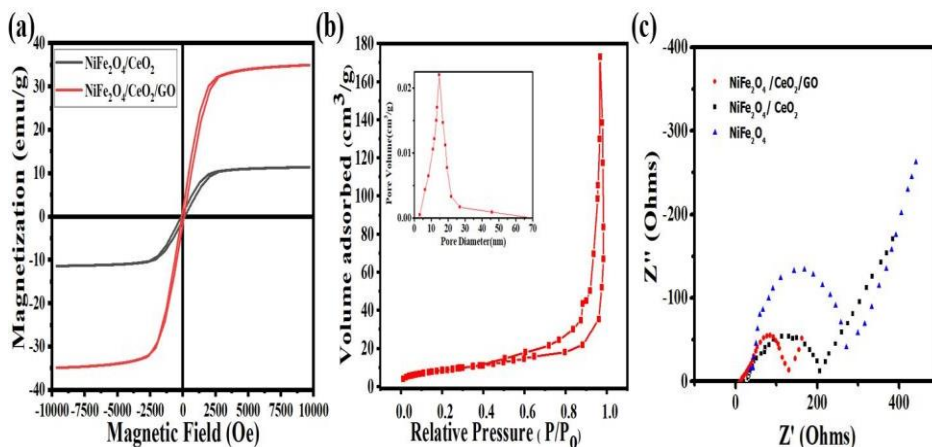 (a)
Magnetization (emu/g)
40
35
30
20
10
0
-10
-20
-30
-40
NiFe₂O₄/CeO₂
NiFe₂O₄/CeO₂/GO
-10000 -7500 -5000 -2500 0 2500 5000 7500 10000
Magnetic Field (Oe)
(b)
Volume adsorbed (cm³/g)
180
160
140
120
100
80
60
40
20
0
Pore Volume(cm³/g)
0.02
0.01
0.00
0 10 20 30 40 50 60 70
Pore Diameter(nm)
0.0 0.2 0.4 0.6 0.8 1.0
Relative Pressure ( P/P₀)
(c)
Z'' (Ohms)
-400
-300
-200
-100
0
NiFe₂O₄ /CeO₂/GO
NiFe₂O₄/ CeO₂
NiFe₂O₄
0 200 400
Z' (Ohms)